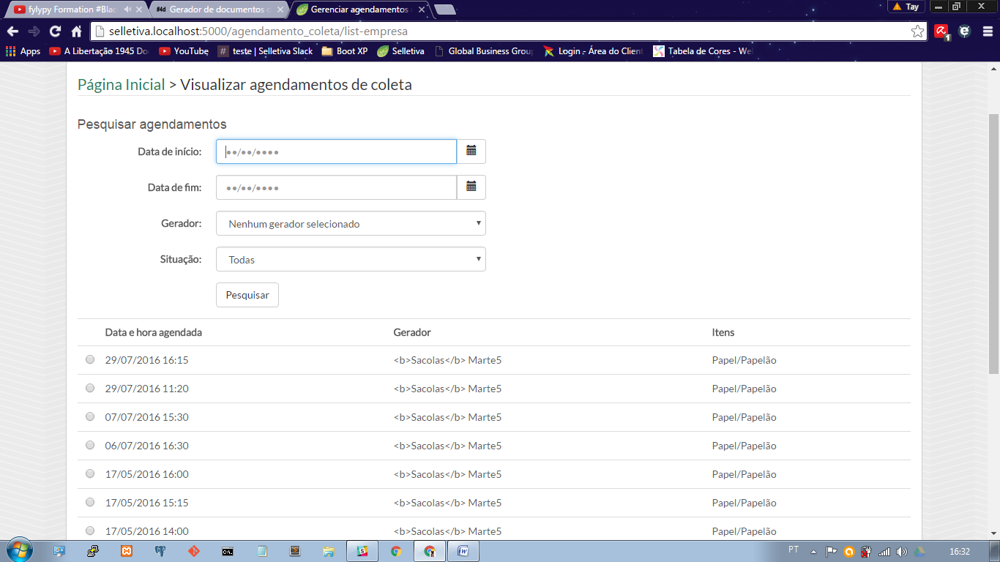 fylypy Formation #Blac
Gerador de documentos
Gerenciar agendamentos
Tay
selletiva.localhost:5000/agendamento_coleta/list-empresa
1
Apps
A Libertação 1945 Do
YouTube
teste | Selletiva Slack
Boot XP
Selletiva
Global Business Grou
Login - Área do Client
Tabela de Cores - We
Página Inicial > Visualizar agendamentos de coleta
Pesquisar agendamentos
Data de início:
••/••/••••
Data de fim:
••/••/••••
Gerador:
Nenhum gerador selecionado
Situação:
Todas
Pesquisar
Data e hora agendada Gerador Itens
29/07/2016 16:15 <b>Sacolas</b> Marte5 Papel/Papelão
29/07/2016 11:20 <b>Sacolas</b> Marte5 Papel/Papelão
07/07/2016 15:30 <b>Sacolas</b> Marte5 Papel/Papelão
06/07/2016 16:30 <b>Sacolas</b> Marte5 Papel/Papelão
17/05/2016 16:00 <b>Sacolas</b> Marte5 Papel/Papelão
17/05/2016 15:15 <b>Sacolas</b> Marte5 Papel/Papelão
17/05/2016 14:00 <b>Sacolas</b> Marte5 Papel/Papelão
PT
16:32